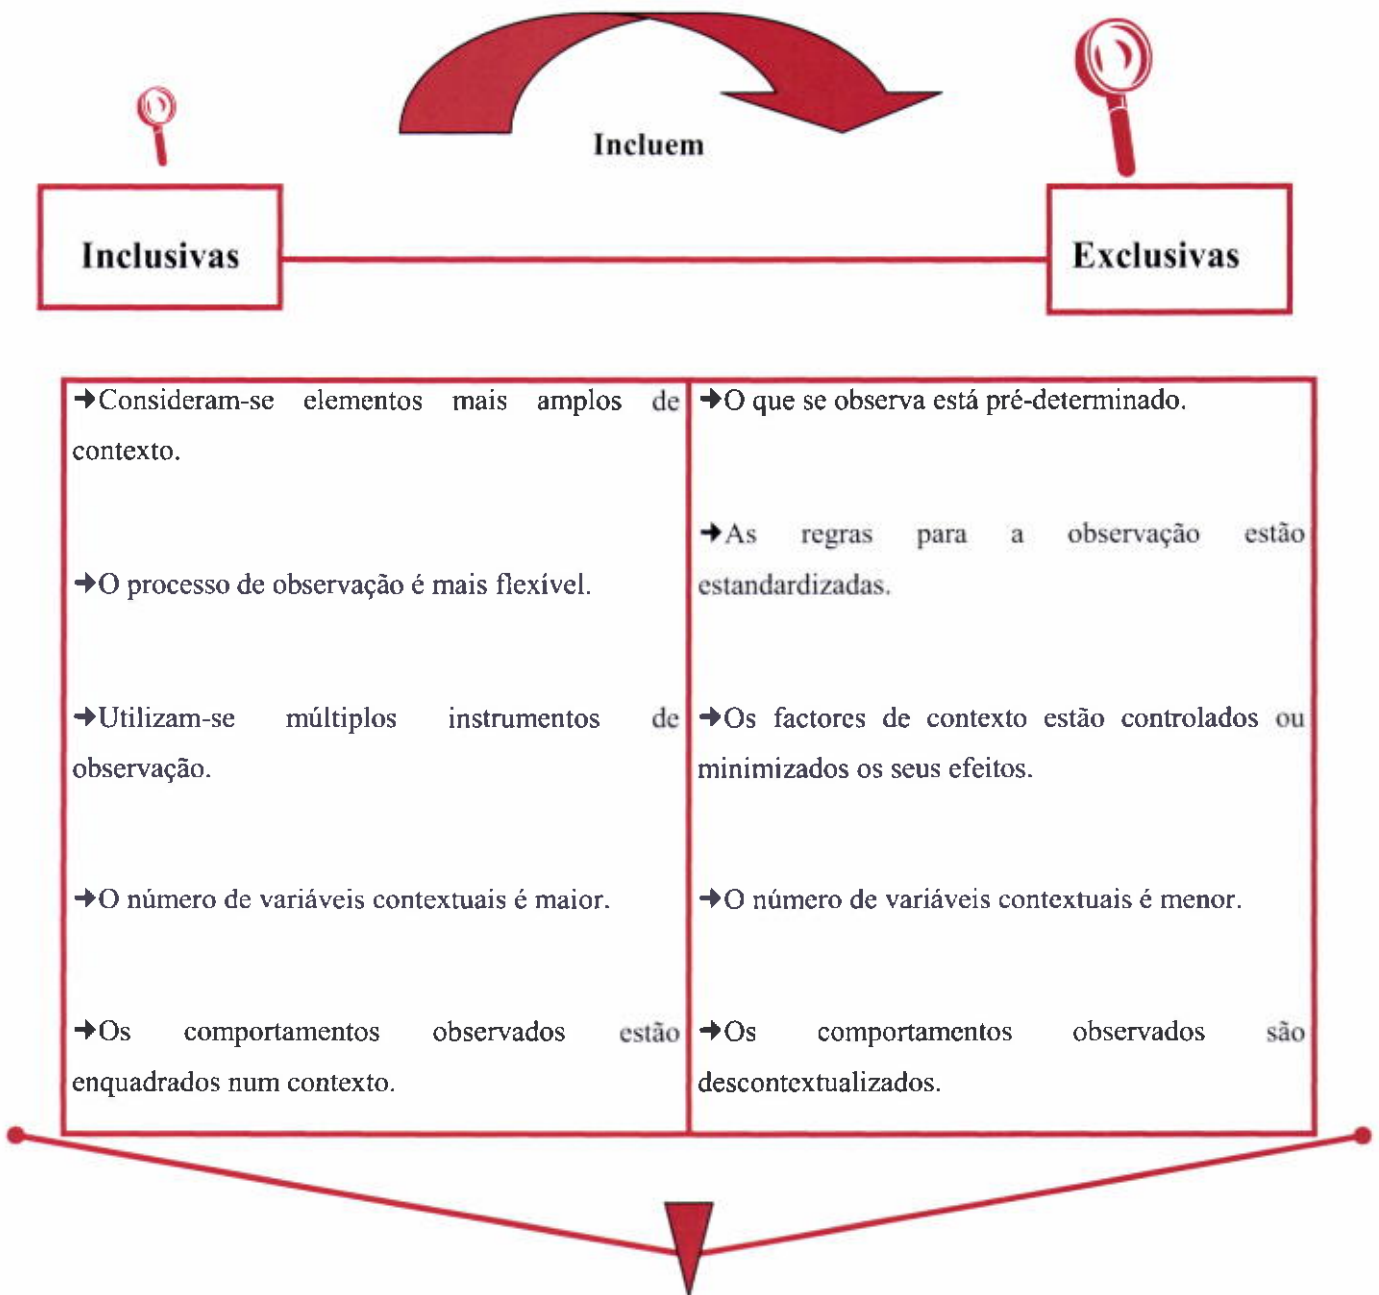 Incluem
Inclusivas
Exclusivas
➔Consideram-se elementos mais amplos de
contexto.
➔O processo de observação é mais flexível.
➔Utilizam-se múltiplos instrumentos de
observação.
➔O número de variáveis contextuais é maior.
➔Os comportamentos observados estão
enquadrados num contexto.
➔O que se observa está pré-determinado.
➔As regras para a observação estão
estandardizadas.
➔Os factores de contexto estão controlados ou
minimizados os seus efeitos.
➔O número de variáveis contextuais é menor.
➔Os comportamentos observados são
descontextualizados.